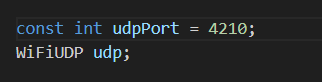 const int udpPort = 4210;
WiFiUDP udp;